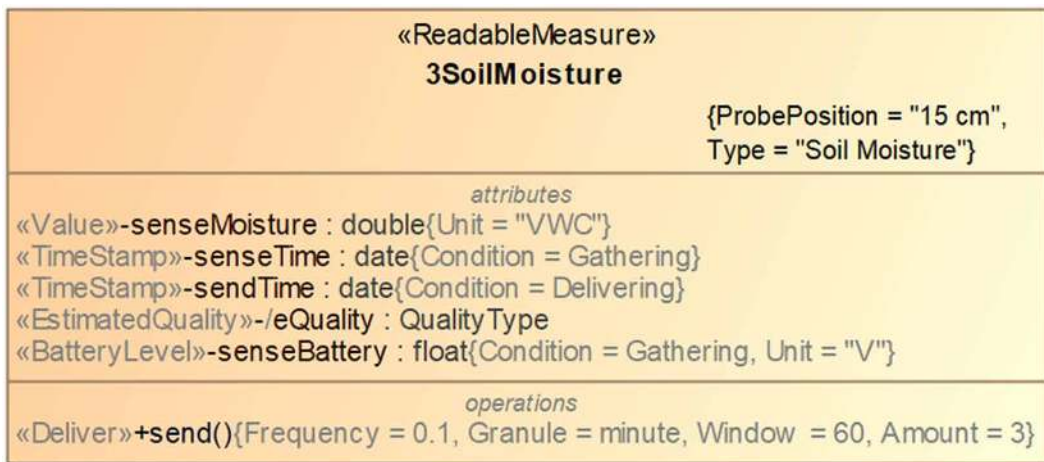 «ReadableMeasure»
3SoilMoisture
{ProbePosition = "15 cm",
Type = "Soil Moisture"}
attributes
«Value»-senseMoisture : double{Unit = "VWC"}
«TimeStamp»-senseTime : date{Condition = Gathering}
«TimeStamp»-sendTime : date{Condition = Delivering}
«EstimatedQuality»-/eQuality : QualityType
«BatteryLevel»-senseBattery : float{Condition = Gathering, Unit = "V"}
operations
«Deliver»+send(){Frequency = 0.1, Granule = minute, Window = 60, Amount = 3}